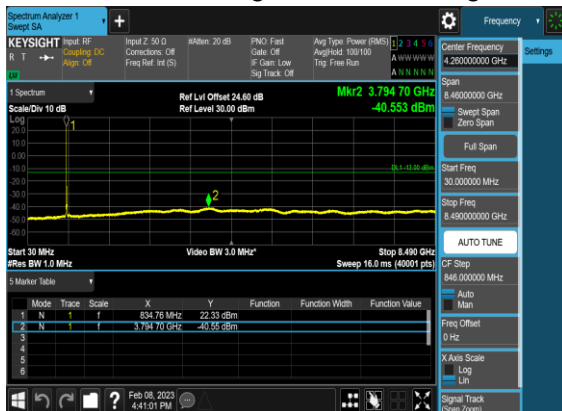 Spectrum Analyzer 1
Swept SA
Frequency
KEYSIGHT
R T
Input: RF
Coupling: DC
Align: Off
Input Z: 50 Ω
Corrections: Off
Freq Ref: Int (S)
#Atten: 20 dB
PNO: Fast
Gate: Off
IF Gain: Low
Sig Track: Off
Avg Type: Power (RMS)
Avg|Hold: 100/100
Trig: Free Run
1 2 3 4 5 6
A W W W W W
A N N N N N
Center Frequency
4.260000000 GHz
Settings
Span
8.46000000 GHz
Swept Span
Zero Span
Full Span
Start Freq
30.000000 MHz
Stop Freq
8.490000000 GHz
AUTO TUNE
CF Step
846.000000 MHz
Auto
Man
Freq Offset
0 Hz
X Axis Scale
Log
Lin
Signal Track
(Span Zoom)
1 Spectrum
Scale/Div 10 dB
Ref Lvl Offset 24.60 dB
Ref Level 30.00 dBm
Mkr2 3.794 70 GHz
-40.553 dBm
Log
20.0
10.0
0.00
-10.0
-20.0
-30.0
-40.0
-50.0
-60.0
1
2
DL1 -13.00 dBm
Start 30 MHz
#Res BW 1.0 MHz
Video BW 3.0 MHz*
Stop 8.490 GHz
Sweep 16.0 ms (40001 pts)
5 Marker Table
Mode Trace Scale X Y Function Function Width Function Value
1 N 1 f 834.76 MHz 22.33 dBm
2 N 1 f 3.794 70 GHz -40.55 dBm
3
4
5
6
?
Feb 08, 2023
4:41:01 PM